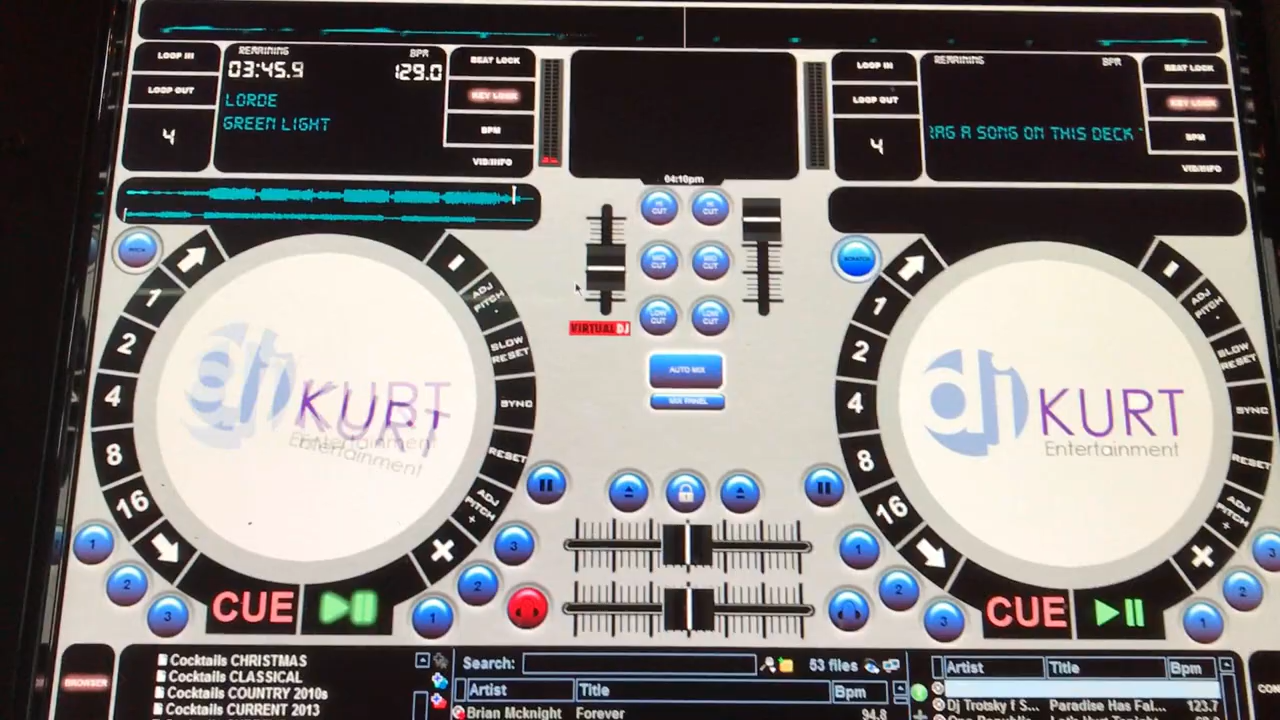 LOOP IN
REMAINING
BPM
BEAT LOCK
03:45.9
129.0
LOOP OUT
KEY LOCK
LORDE
GREEN LIGHT
4
BPM
VID/INFO
LOOP IN
REMAINING
BPM
BEAT LOCK
LOOP OUT
KEY LOCK
RAG A SONG ON THIS DECK
4
BPM
VID/INFO
04:10pm
HI CUT
HI CUT
MID CUT
MID CUT
LOW CUT
LOW CUT
VIRTUAL DJ
AUTO MIX
MIX PANEL
1
2
4
8
16
ADJ PITCH -
SLOW RESET
SYNC
RESET
ADJ PITCH +
dj KURT
Entertainment
SCRATCH
1
2
4
8
16
ADJ PITCH -
SLOW RESET
SYNC
RESET
ADJ PITCH +
dj KURT
Entertainment
1
2
3
CUE
3
2
1
1
2
3
CUE
3
2
1
BROWSER
Cocktails CHRISTMAS
Cocktails CLASSICAL
Cocktails COUNTRY 2010s
Cocktails CURRENT 2013
Search:
53 files
Artist Title Bpm
Brian Mcknight Forever 94.8
Artist Title Bpm
Dj Trotsky f S... Paradise Has Fal... 123.7